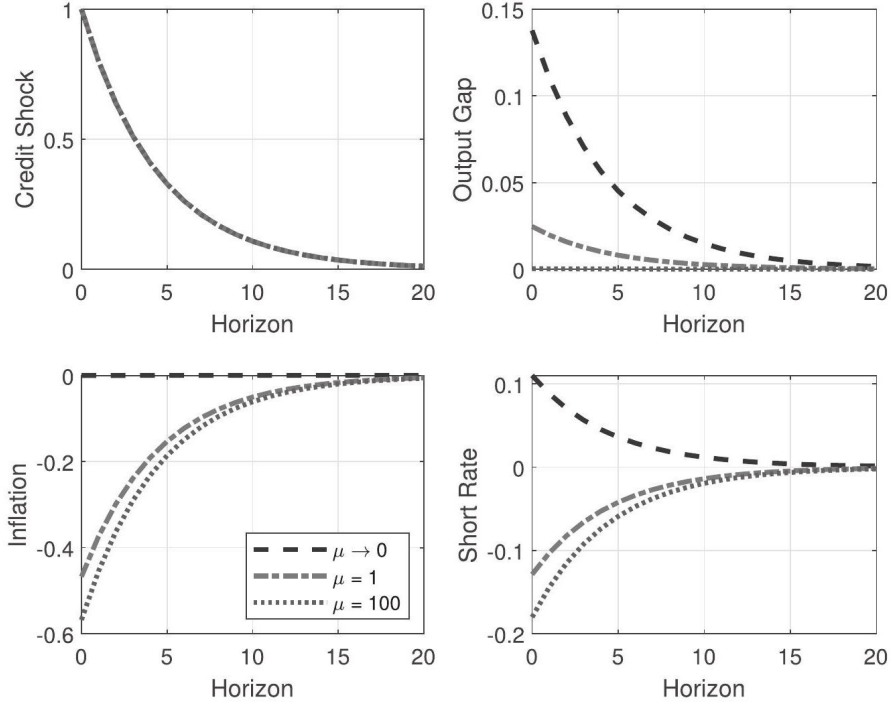 1
0.5
0
Credit Shock
0 5 10 15 20
Horizon
0.15
0.1
0.05
0
Output Gap
0 5 10 15 20
Horizon
0
-0.2
-0.4
-0.6
Inflation
μ → 0
μ = 1
μ = 100
0 5 10 15 20
Horizon
0.1
0
-0.1
-0.2
Short Rate
0 5 10 15 20
Horizon